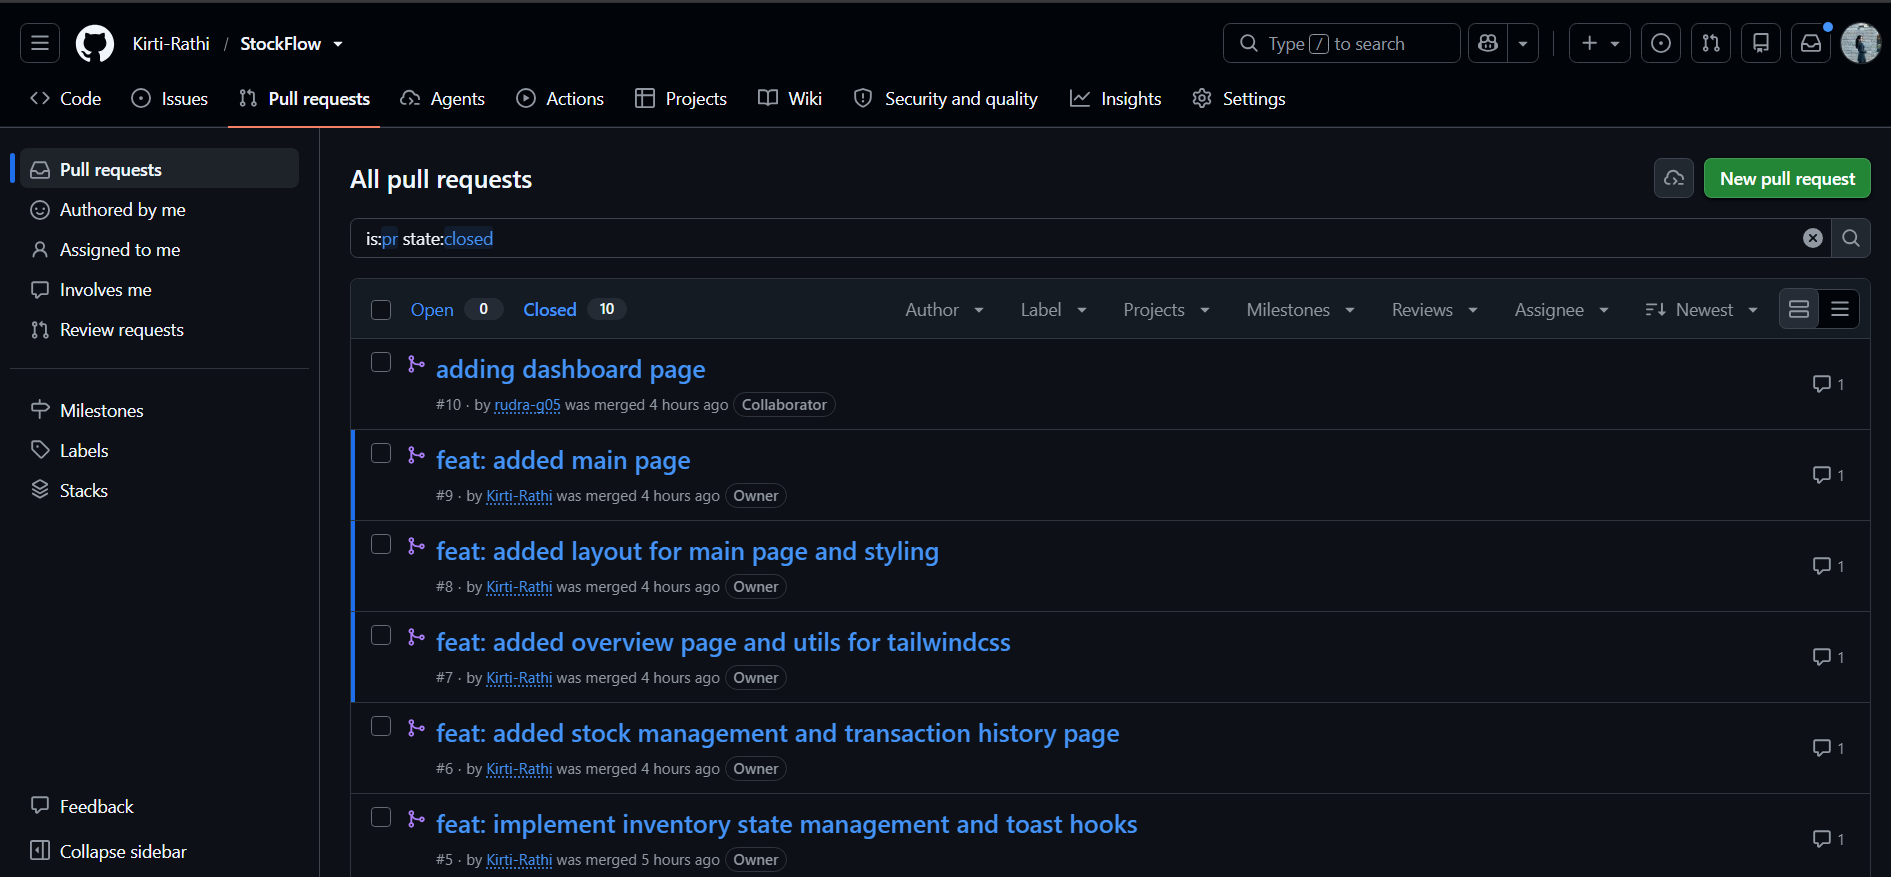 Kirti-Rathi / StockFlow
Type / to search
Code Issues Pull requests Agents Actions Projects Wiki Security and quality Insights Settings
Pull requests
Authored by me
Assigned to me
Involves me
Review requests
Milestones
Labels
Stacks
Feedback
Collapse sidebar
All pull requests
New pull request
is:pr state:closed
Open 0 Closed 10 Author Label Projects Milestones Reviews Assignee Newest
adding dashboard page
1
#10 · by rudra-g05 was merged 4 hours ago Collaborator
feat: added main page
1
#9 · by Kirti-Rathi was merged 4 hours ago Owner
feat: added layout for main page and styling
1
#8 · by Kirti-Rathi was merged 4 hours ago Owner
feat: added overview page and utils for tailwindcss
1
#7 · by Kirti-Rathi was merged 4 hours ago Owner
feat: added stock management and transaction history page
1
#6 · by Kirti-Rathi was merged 4 hours ago Owner
feat: implement inventory state management and toast hooks
1
#5 · by Kirti-Rathi was merged 5 hours ago Owner